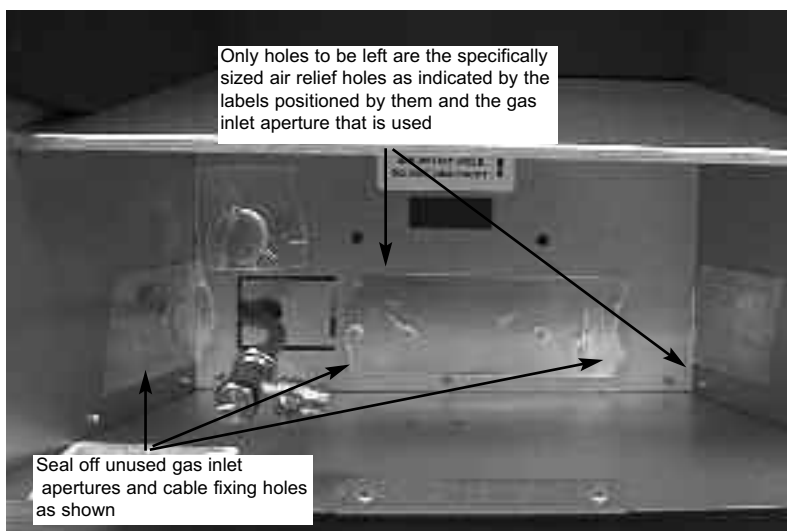 Only holes to be left are the specifically
sized air relief holes as indicated by the
labels positioned by them and the gas
inlet aperture that is used
Seal off unused gas inlet
apertures and cable fixing holes
as shown